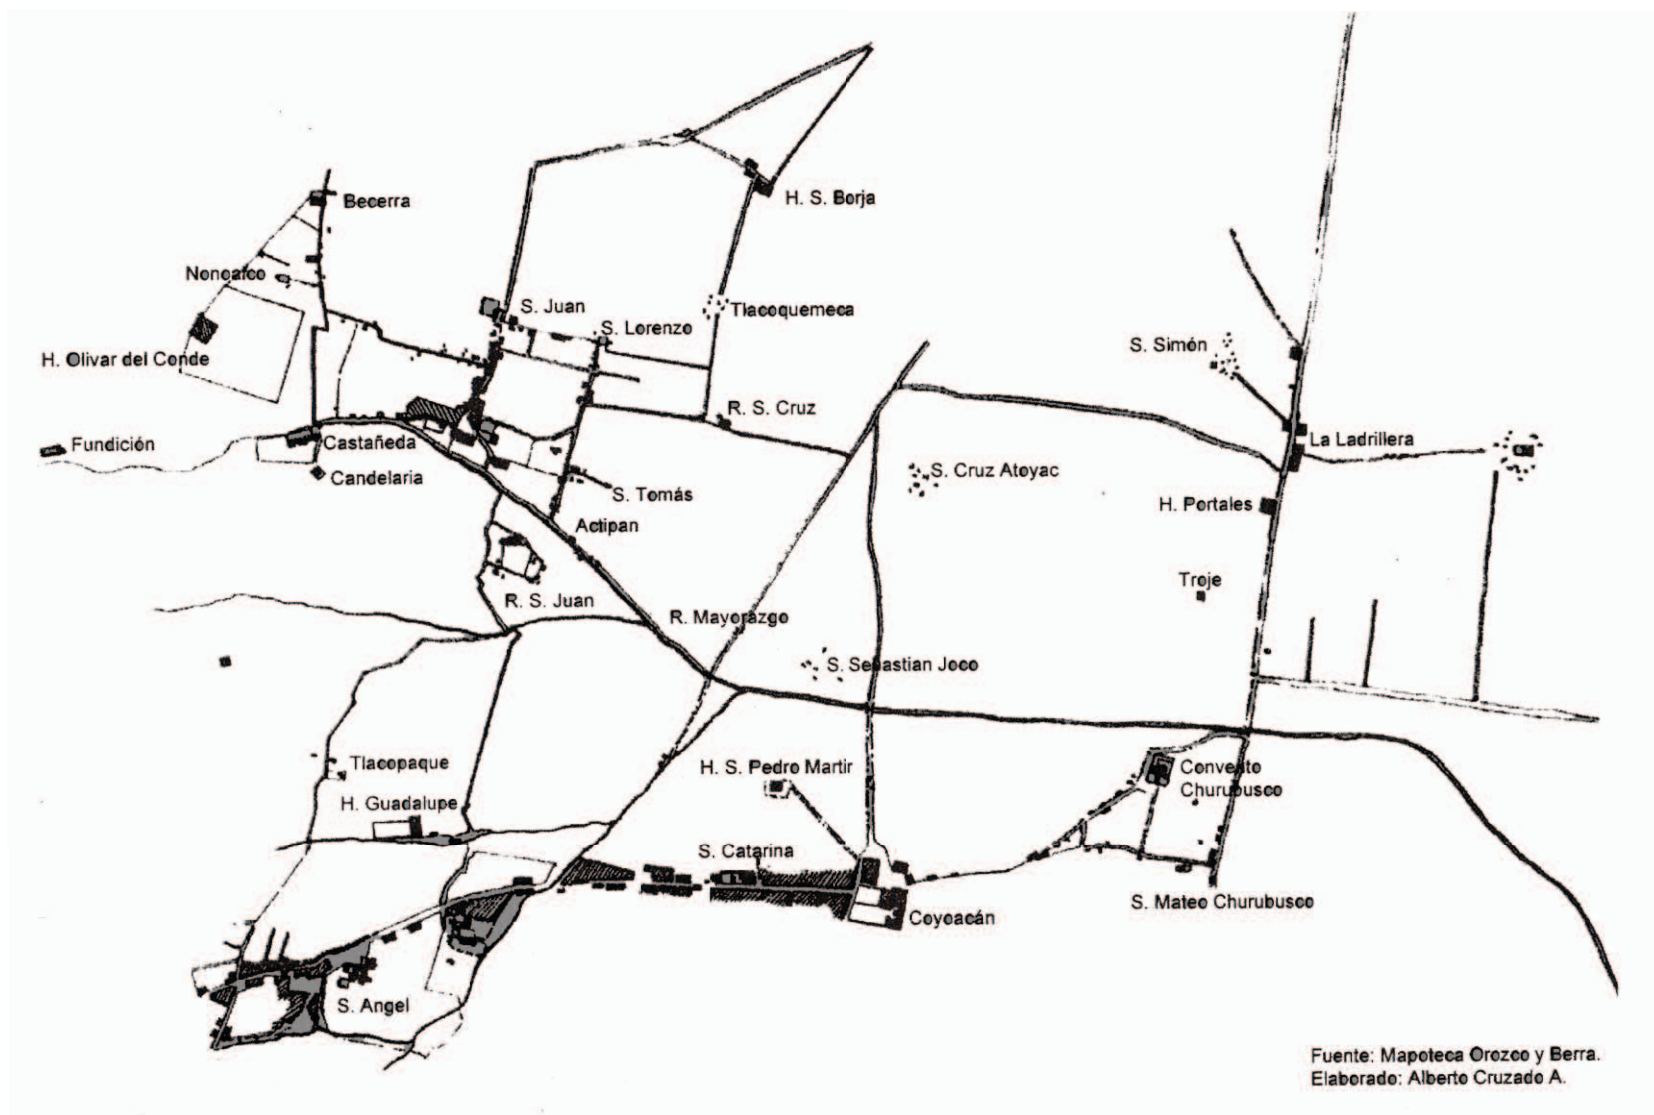 Becerra
H. S. Borja
Nonoalco
S. Juan
Tlacoquemeca
S. Lorenzo
S. Simón
H. Olivar del Conde
R. S. Cruz
Fundición
Castañeda
La Ladrillera
Candelaria
S. Cruz Atoyac
S. Tomás
H. Portales
Actipan
Troje
R. S. Juan
R. Mayorazgo
S. Sebastian Joco
Tlacopaque
H. S. Pedro Martir
Convento
Churubusco
H. Guadalupe
S. Catarina
S. Mateo Churubusco
Coyoacán
S. Angel
Fuente: Mapoteca Orozco y Berra.
Elaborado: Alberto Cruzado A.